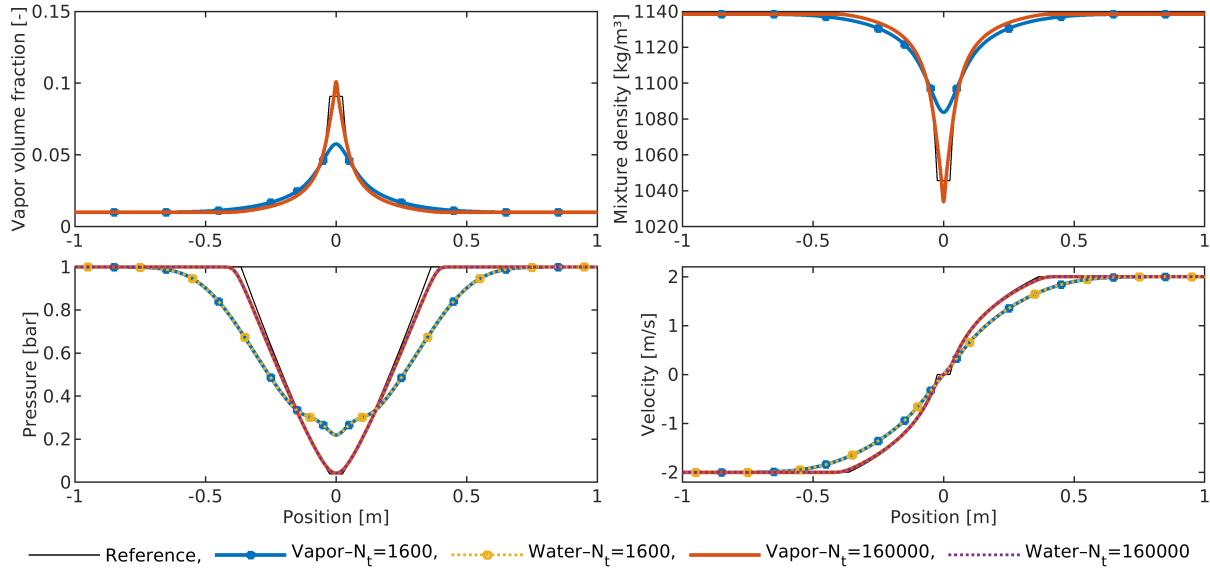 Vapor volume fraction [-]
0.15
0.1
0.05
0
-1 -0.5 0 0.5 1
Mixture density [kg/m³]
1140
1120
1100
1080
1060
1040
1020
-1 -0.5 0 0.5 1
Pressure [bar]
1
0.8
0.6
0.4
0.2
0
-1 -0.5 0 0.5 1
Position [m]
Velocity [m/s]
2
1
0
-1
-2
-1 -0.5 0 0.5 1
Position [m]
Reference, Vapor–Nt=1600, Water–Nt=1600, Vapor–Nt=160000, Water–Nt=160000